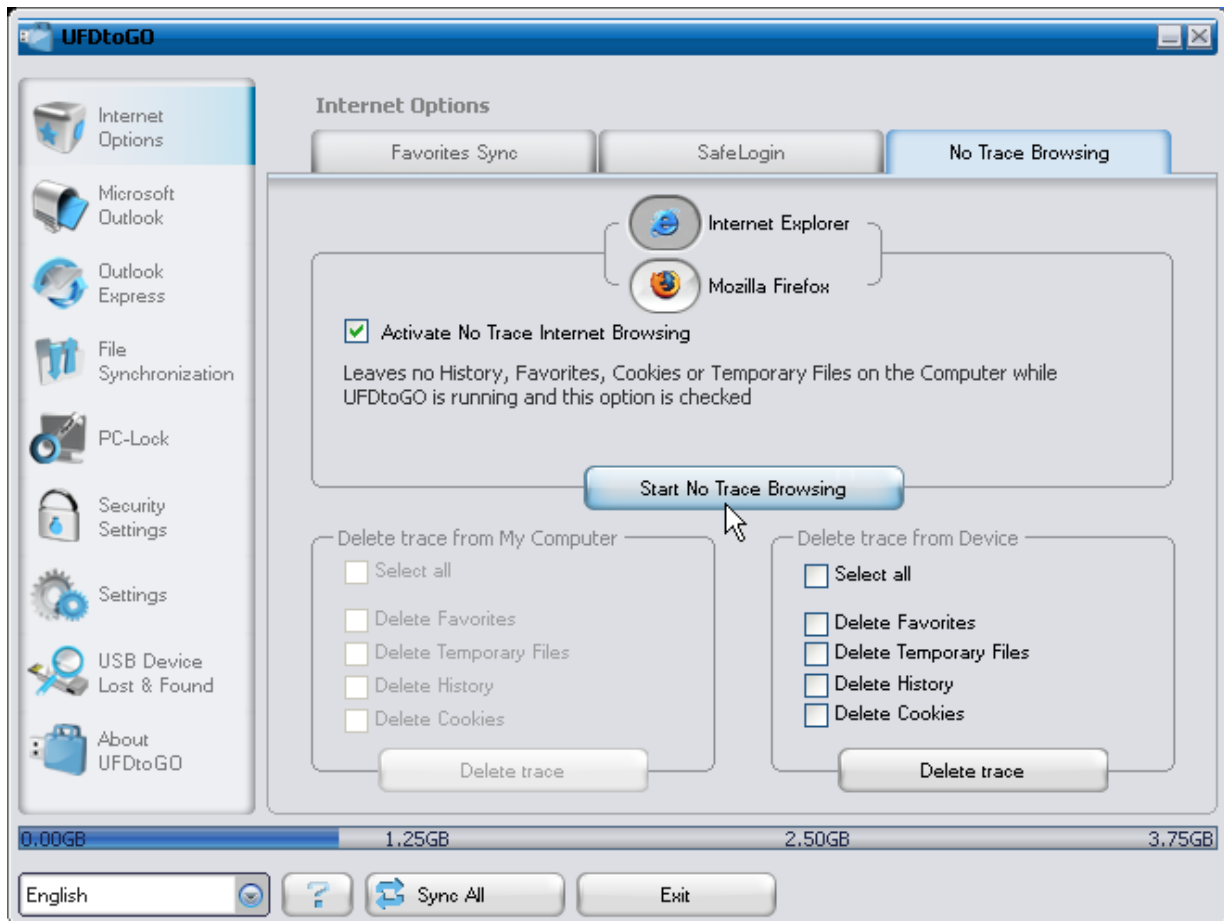 UFDtoGO
Internet
Options
Microsoft
Outlook
Outlook
Express
File
Synchronization
PC-Lock
Security
Settings
Settings
USB Device
Lost & Found
About
UFDtoGO
Internet Options
Favorites Sync
SafeLogin
No Trace Browsing
Internet Explorer
Mozilla Firefox
Activate No Trace Internet Browsing
Leaves no History, Favorites, Cookies or Temporary Files on the Computer while
UFDtoGO is running and this option is checked
Start No Trace Browsing
Delete trace from My Computer
Select all
Delete Favorites
Delete Temporary Files
Delete History
Delete Cookies
Delete trace
Delete trace from Device
Select all
Delete Favorites
Delete Temporary Files
Delete History
Delete Cookies
Delete trace
0.00GB 1.25GB 2.50GB 3.75GB
English ? Sync All Exit